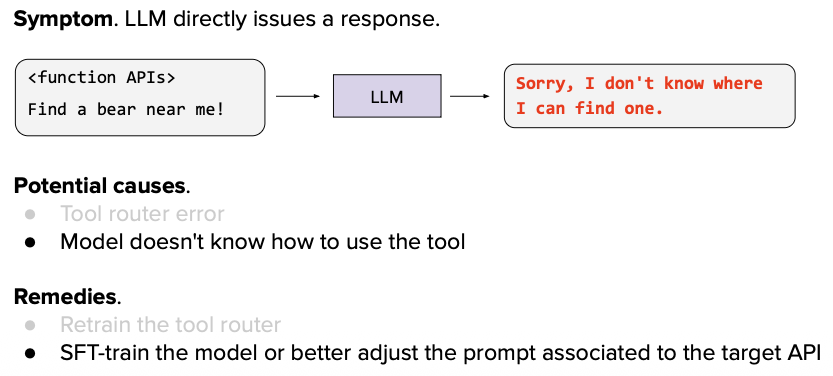 Symptom. LLM directly issues a response.
<function APIs>
Find a bear near me!
LLM
Sorry, I don't know where
I can find one.
Potential causes.
● Tool router error
● Model doesn't know how to use the tool
Remedies.
● Retrain the tool router
● SFT-train the model or better adjust the prompt associated to the target API